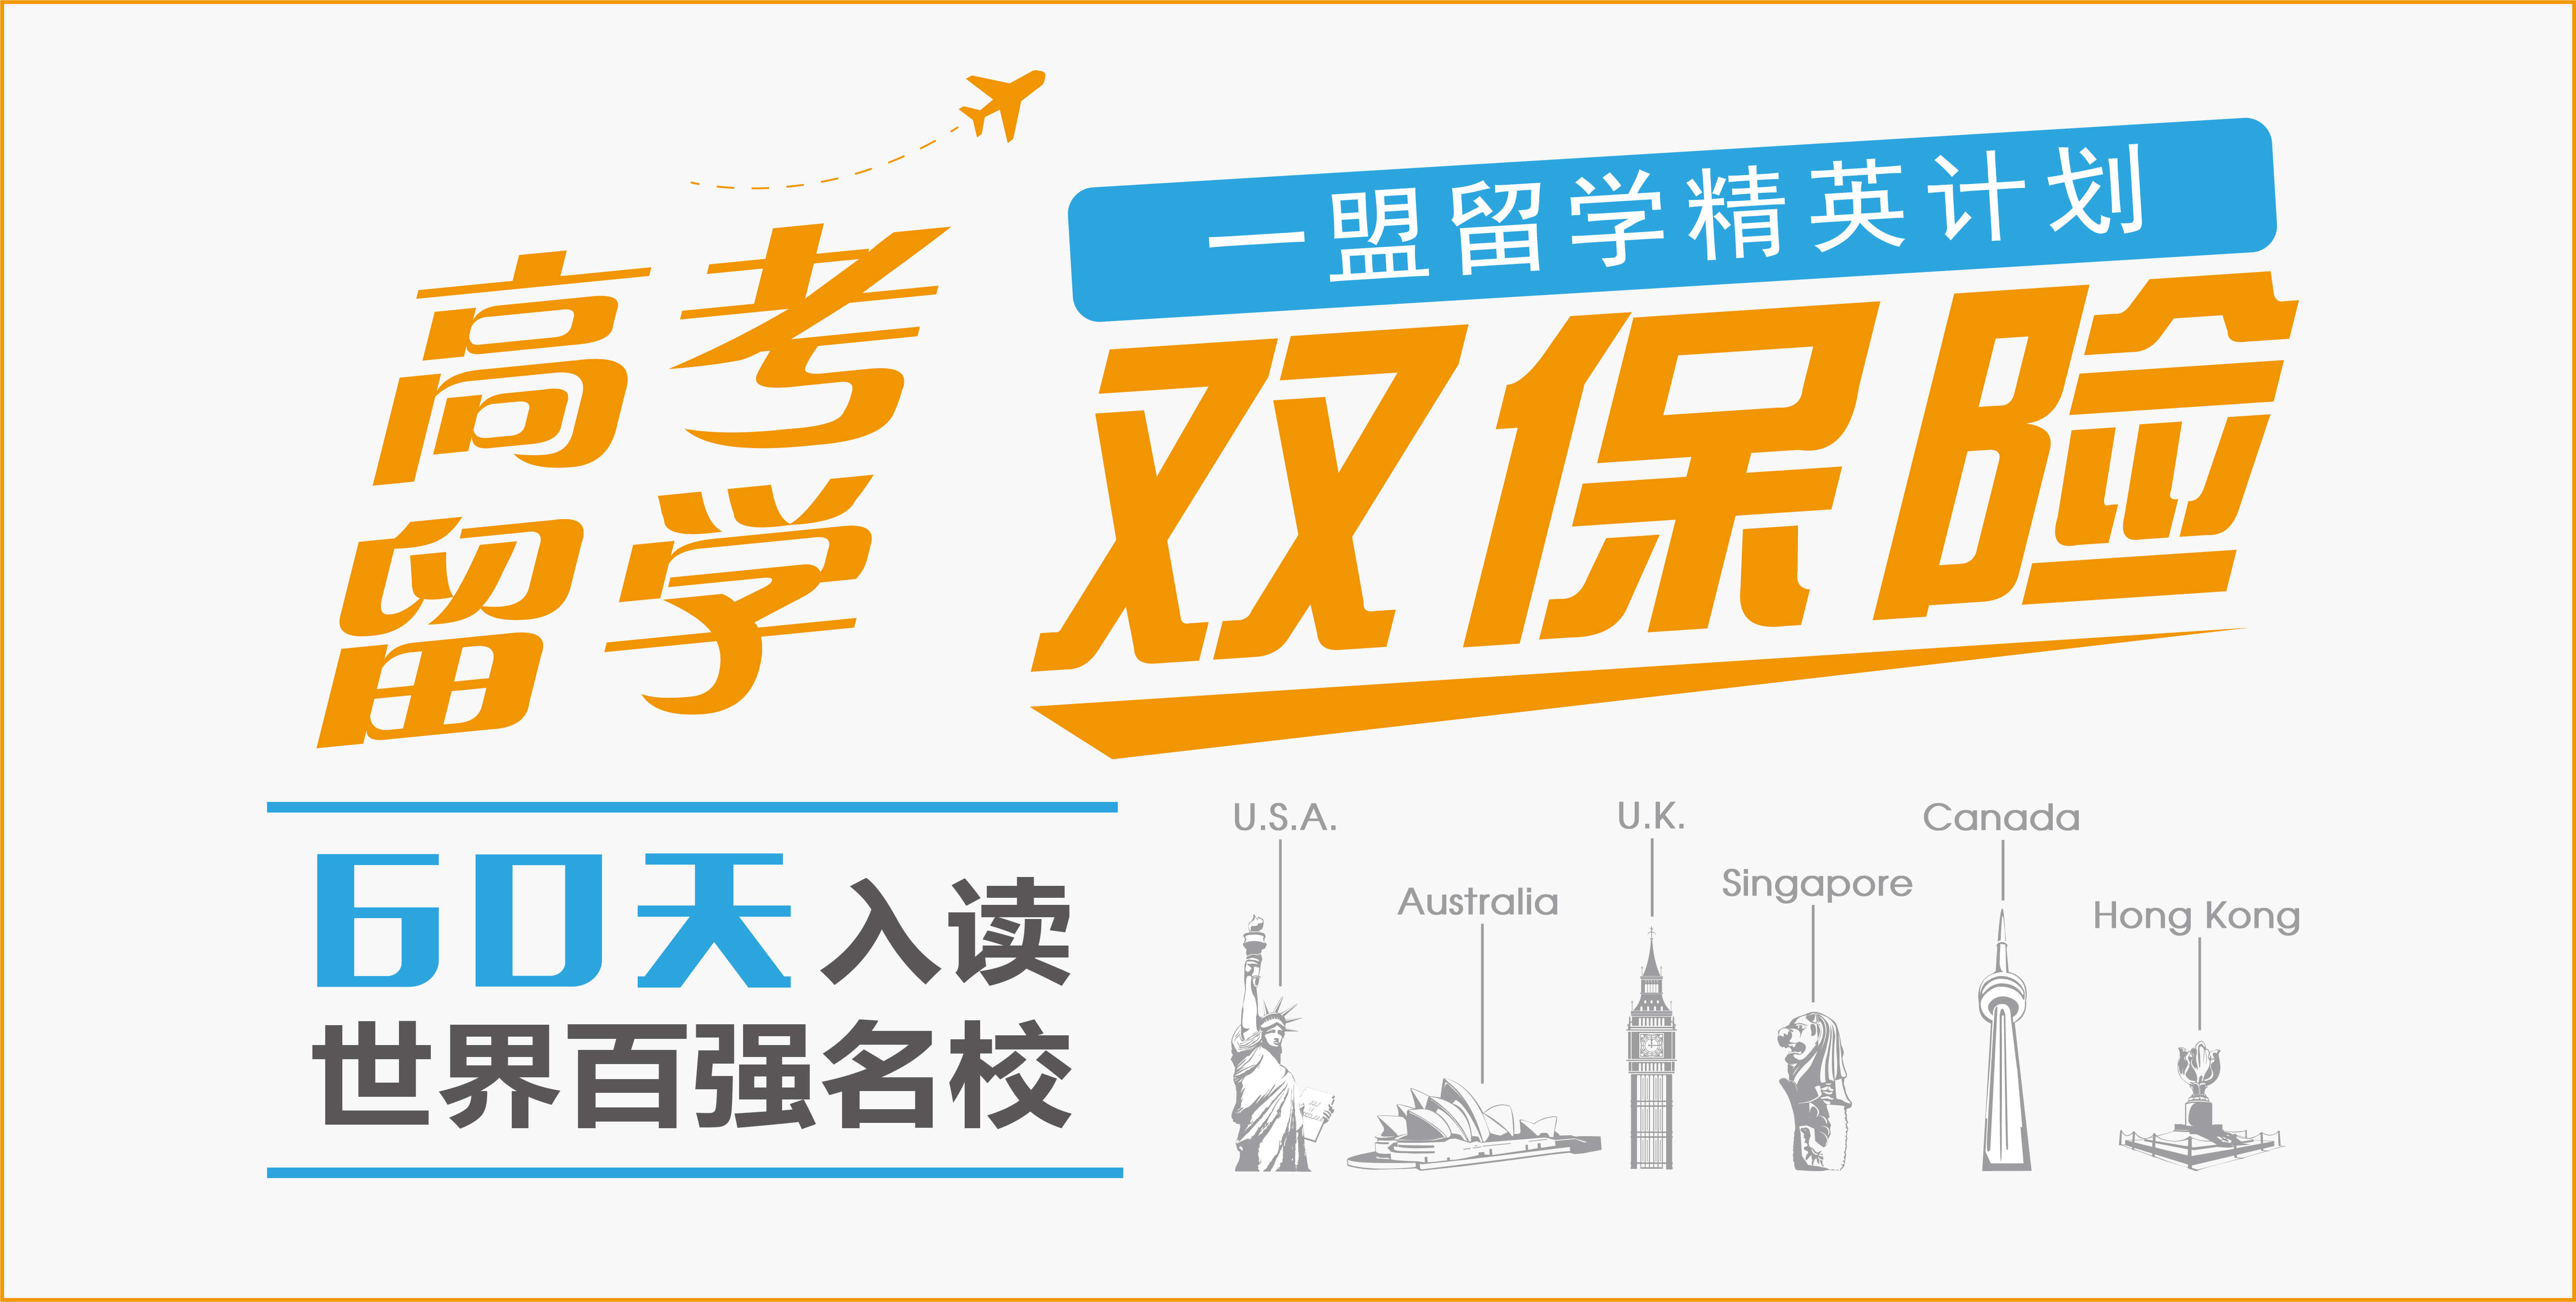 高考
留学
一盟留学精英计划
双保险
60天入读
世界百强名校
U.S.A.
Australia
U.K.
Singapore
Canada
Hong Kong